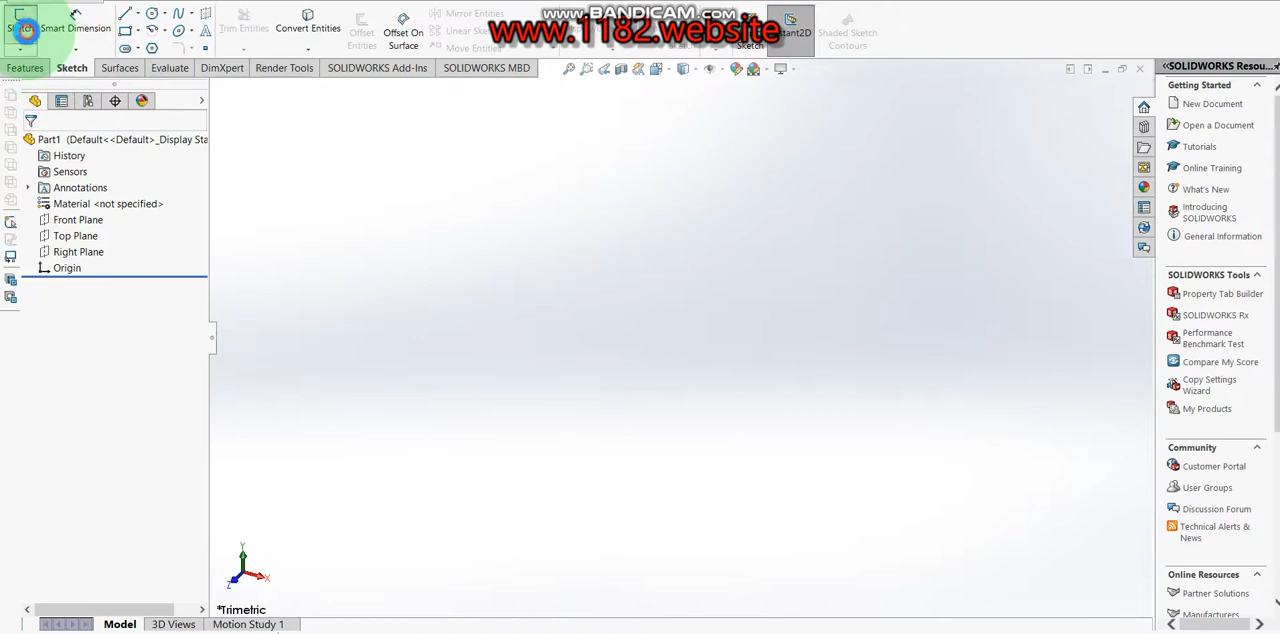 www.BANDICAM.com
www.1182.website
Sketch
Smart Dimension
Trim Entities
Convert Entities
Offset Entities
Offset On Surface
Mirror Entities
Linear Sk
Move Entities
Sketch
stant2D
Shaded Sketch Contours
Features
Sketch
Surfaces
Evaluate
DimXpert
Render Tools
SOLIDWORKS Add-Ins
SOLIDWORKS MBD
Part1 (Default<<Default>_Display Sta
History
Sensors
Annotations
Material <not specified>
Front Plane
Top Plane
Right Plane
Origin
Y
X
Z
*Trimetric
Model
3D Views
Motion Study 1
SOLIDWORKS Resou...
Getting Started
New Document
Open a Document
Tutorials
Online Training
What's New
Introducing SOLIDWORKS
General Information
SOLIDWORKS Tools
Property Tab Builder
SOLIDWORKS Rx
Performance Benchmark Test
Compare My Score
Copy Settings Wizard
My Products
Community
Customer Portal
User Groups
Discussion Forum
Technical Alerts & News
Online Resources
Partner Solutions
Manufacturers